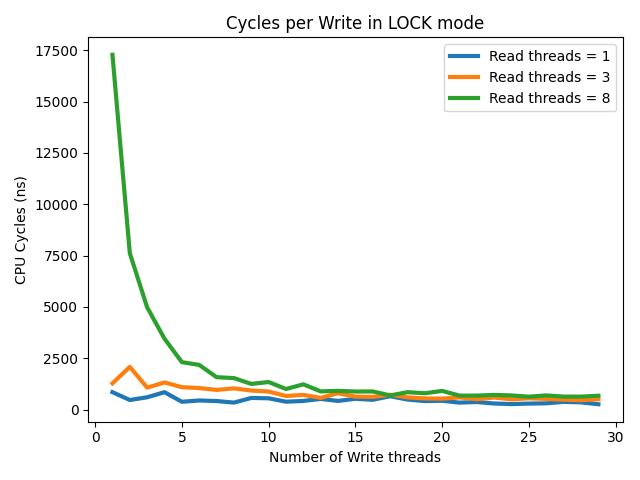 Cycles per Write in LOCK mode
Read threads = 1
Read threads = 3
Read threads = 8
CPU Cycles (ns)
17500
15000
12500
10000
7500
5000
2500
0
0 5 10 15 20 25 30
Number of Write threads